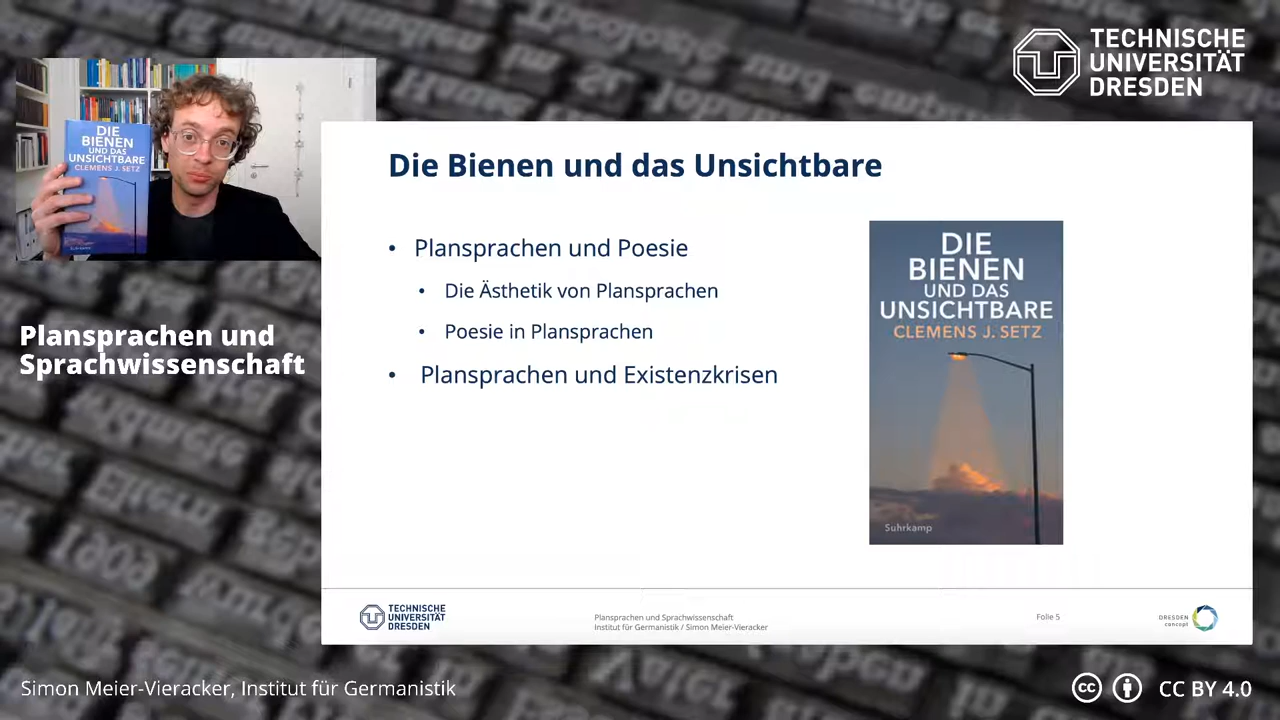 TECHNISCHE
UNIVERSITÄT
DRESDEN
DIE
BIENEN
UND DAS
UNSICHTBARE
CLEMENS J. SETZ
Plansprachen und
Sprachwissenschaft
Die Bienen und das Unsichtbare
• Plansprachen und Poesie
• Die Ästhetik von Plansprachen
• Poesie in Plansprachen
• Plansprachen und Existenzkrisen
DIE
BIENEN
UND DAS
UNSICHTBARE
CLEMENS J. SETZ
Suhrkamp
TECHNISCHE
UNIVERSITÄT
DRESDEN
Plansprachen und Sprachwissenschaft
Institut für Germanistik / Simon Meier-Vieracker
Folie 5
DRESDEN
concept
Simon Meier-Vieracker, Institut für Germanistik
CC BY 4.0